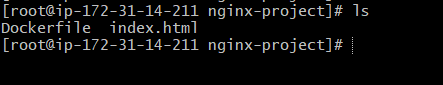 [root@ip-172-31-14-211 nginx-project]# ls
Dockerfile  index.html
[root@ip-172-31-14-211 nginx-project]#